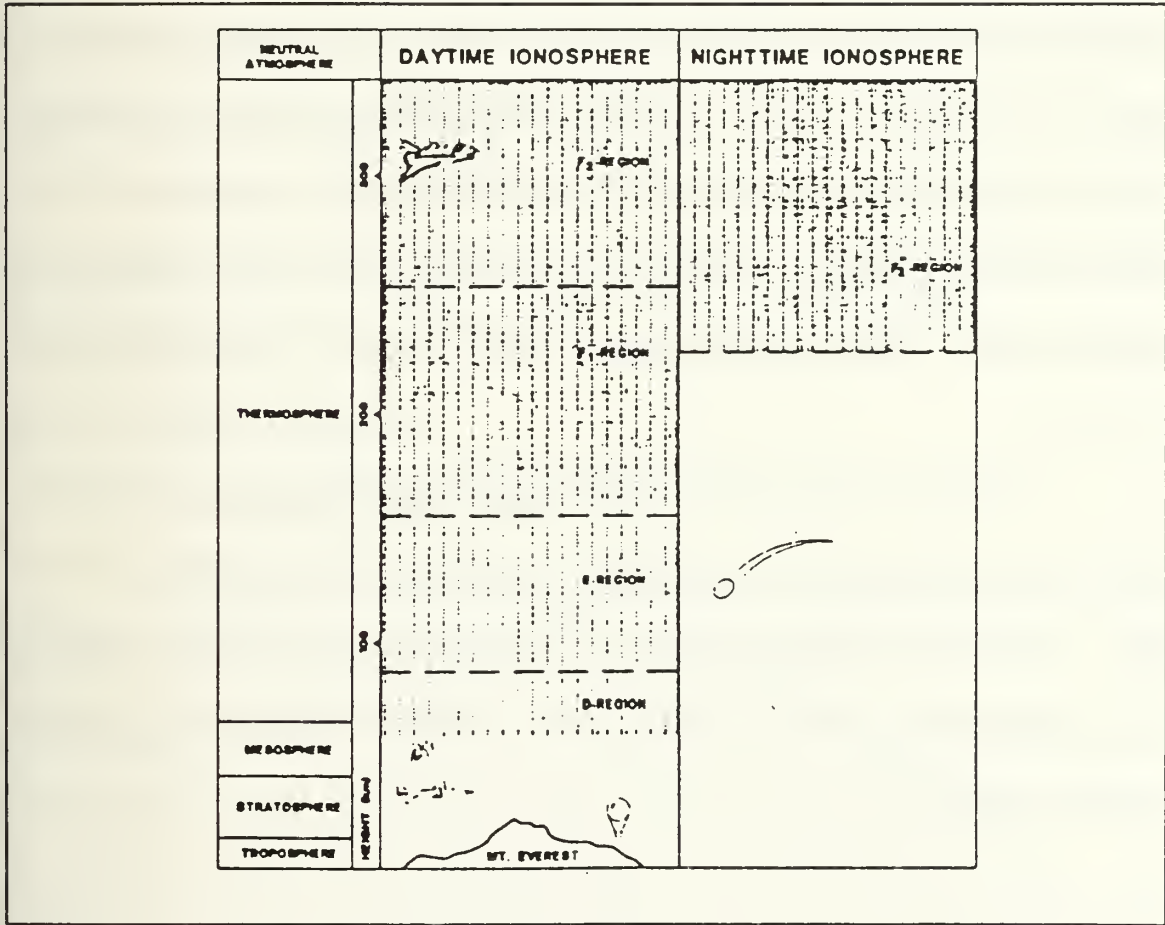 NEUTRAL
ATMOSPHERE
DAYTIME IONOSPHERE
NIGHTTIME IONOSPHERE
THERMOSPHERE
MESOSPHERE
STRATOSPHERE
TROPOSPHERE
HEIGHT (km)
300
200
100
F2-REGION
F1-REGION
E-REGION
D-REGION
MT. EVEREST
F2-REGION